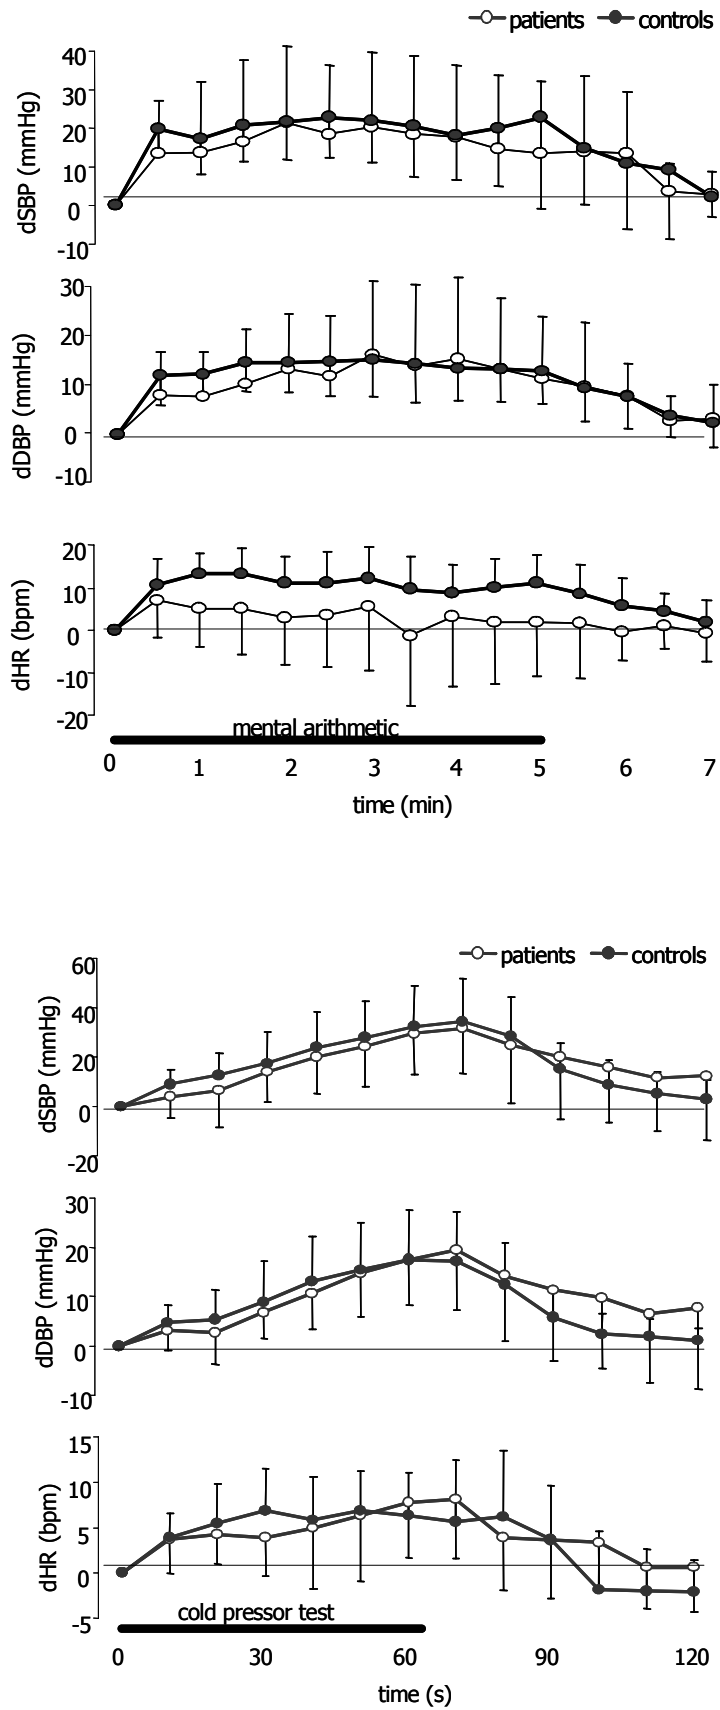 patients controls
40
30
20
10
0
-10
dSBP (mmHg)
30
20
10
0
-10
dDBP (mmHg)
20
10
0
-10
-20
dHR (bpm)
mental arithmetic
0 1 2 3 4 5 6 7
time (min)
patients controls
60
40
20
0
-20
dSBP (mmHg)
30
20
10
0
-10
dDBP (mmHg)
15
10
5
0
-5
dHR (bpm)
cold pressor test
0 30 60 90 120
time (s)